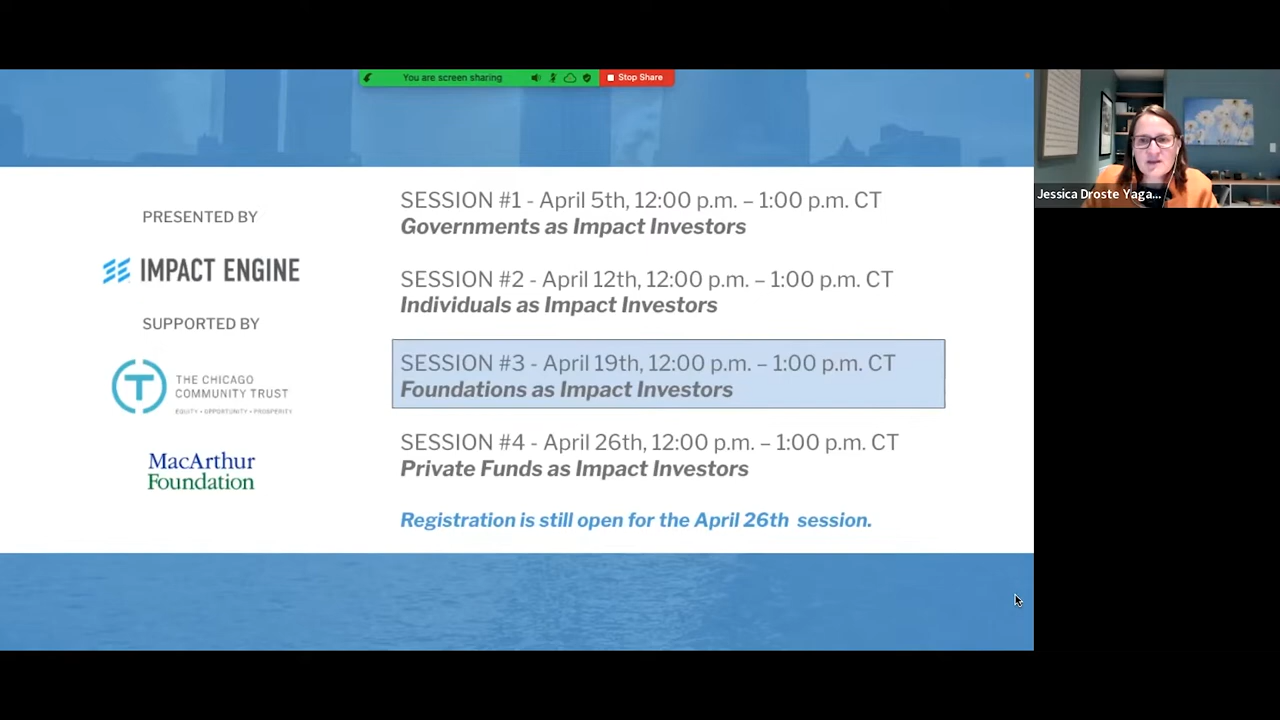 You are screen sharing
Stop Share
Jessica Droste Yaga...
PRESENTED BY
IMPACT ENGINE
SUPPORTED BY
THE CHICAGO
COMMUNITY TRUST
EQUITY • OPPORTUNITY • PROSPERITY
MacArthur
Foundation
SESSION #1 - April 5th, 12:00 p.m. – 1:00 p.m. CT
Governments as Impact Investors
SESSION #2 - April 12th, 12:00 p.m. – 1:00 p.m. CT
Individuals as Impact Investors
SESSION #3 - April 19th, 12:00 p.m. – 1:00 p.m. CT
Foundations as Impact Investors
SESSION #4 - April 26th, 12:00 p.m. – 1:00 p.m. CT
Private Funds as Impact Investors
Registration is still open for the April 26th session.